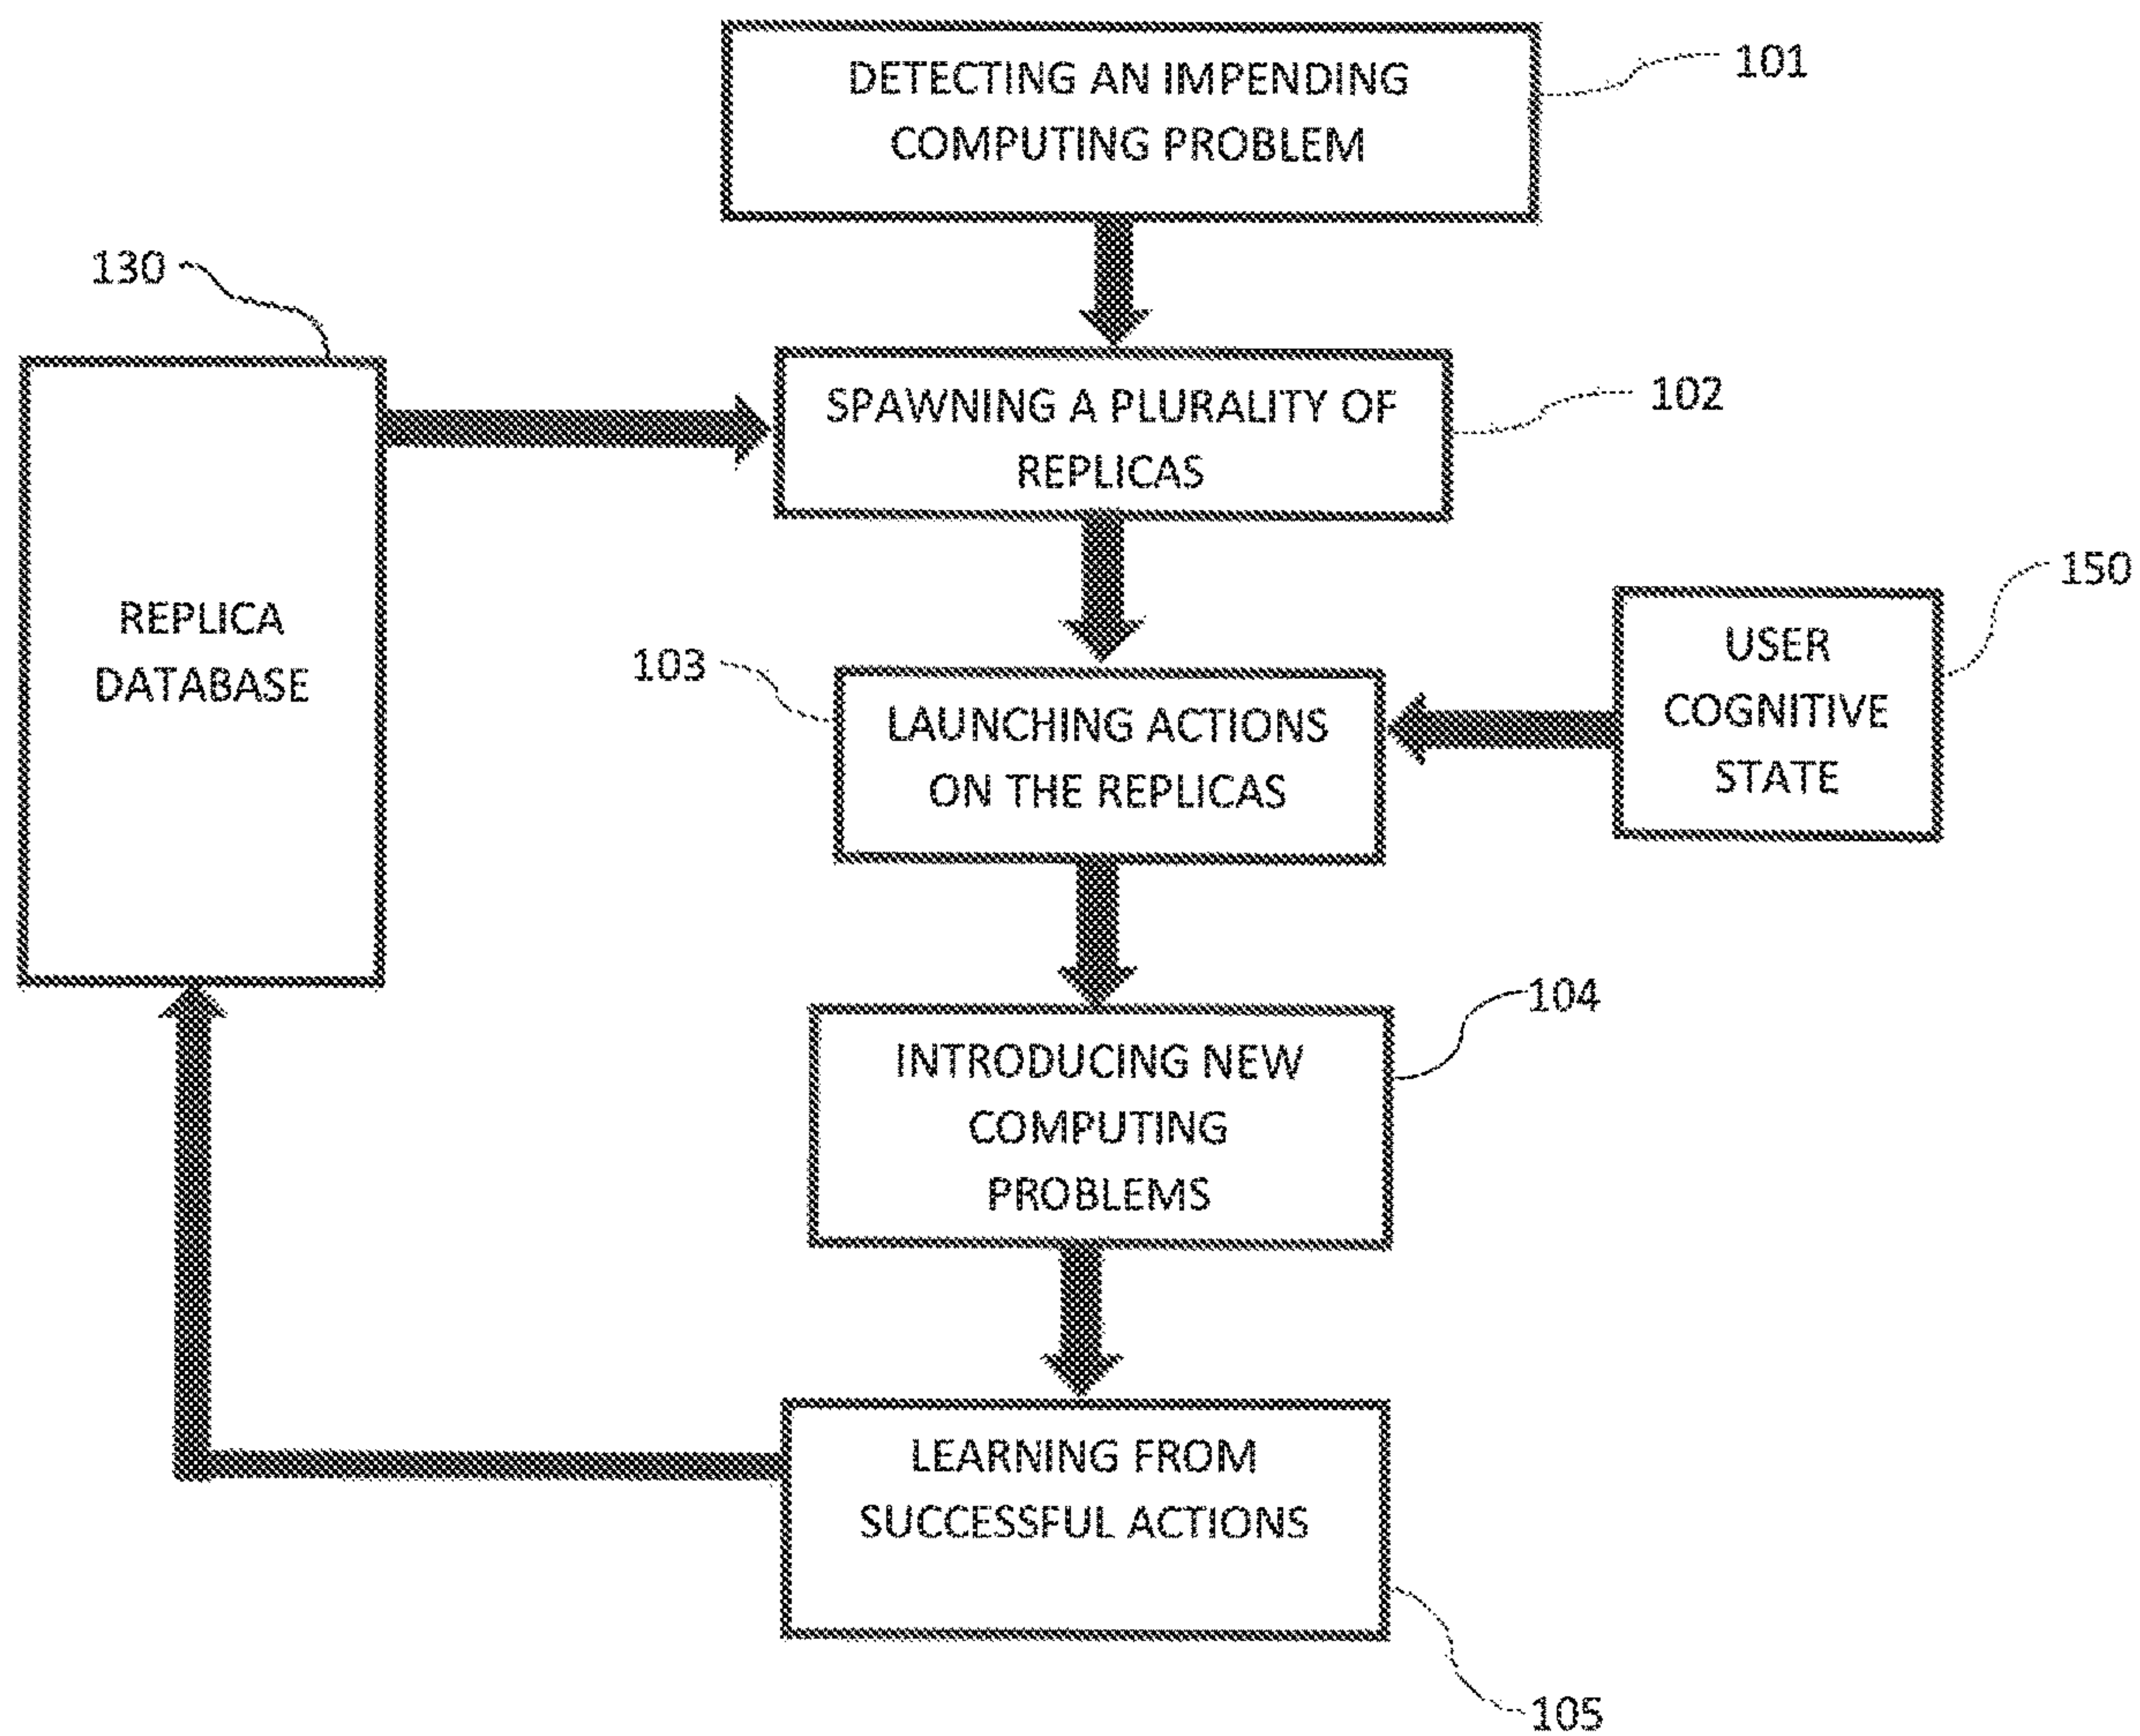 DETECTING AN IMPENDING
COMPUTING PROBLEM
101
130
SPAWNING A PLURALITY OF
REPLICAS
102
REPLICA
DATABASE
103
LAUNCHING ACTIONS
ON THE REPLICAS
150
USER
COGNITIVE
STATE
104
INTRODUCING NEW
COMPUTING
PROBLEMS
LEARNING FROM
SUCCESSFUL ACTIONS
105